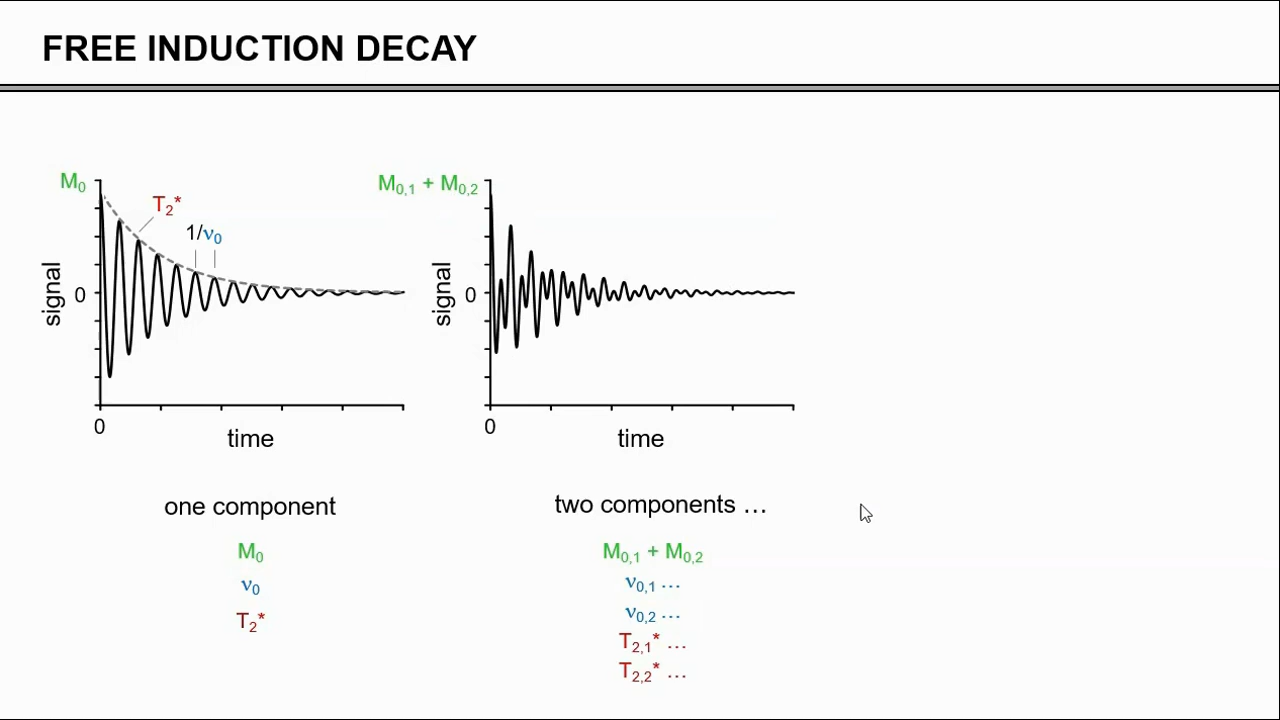 FREE INDUCTION DECAY
M₀
T₂*
1/ν₀
signal
0
0
time
M₀,₁ + M₀,₂
signal
0
0
time
one component
M₀
ν₀
T₂*
two components …
M₀,₁ + M₀,₂
ν₀,₁ …
ν₀,₂ …
T₂,₁* …
T₂,₂* …